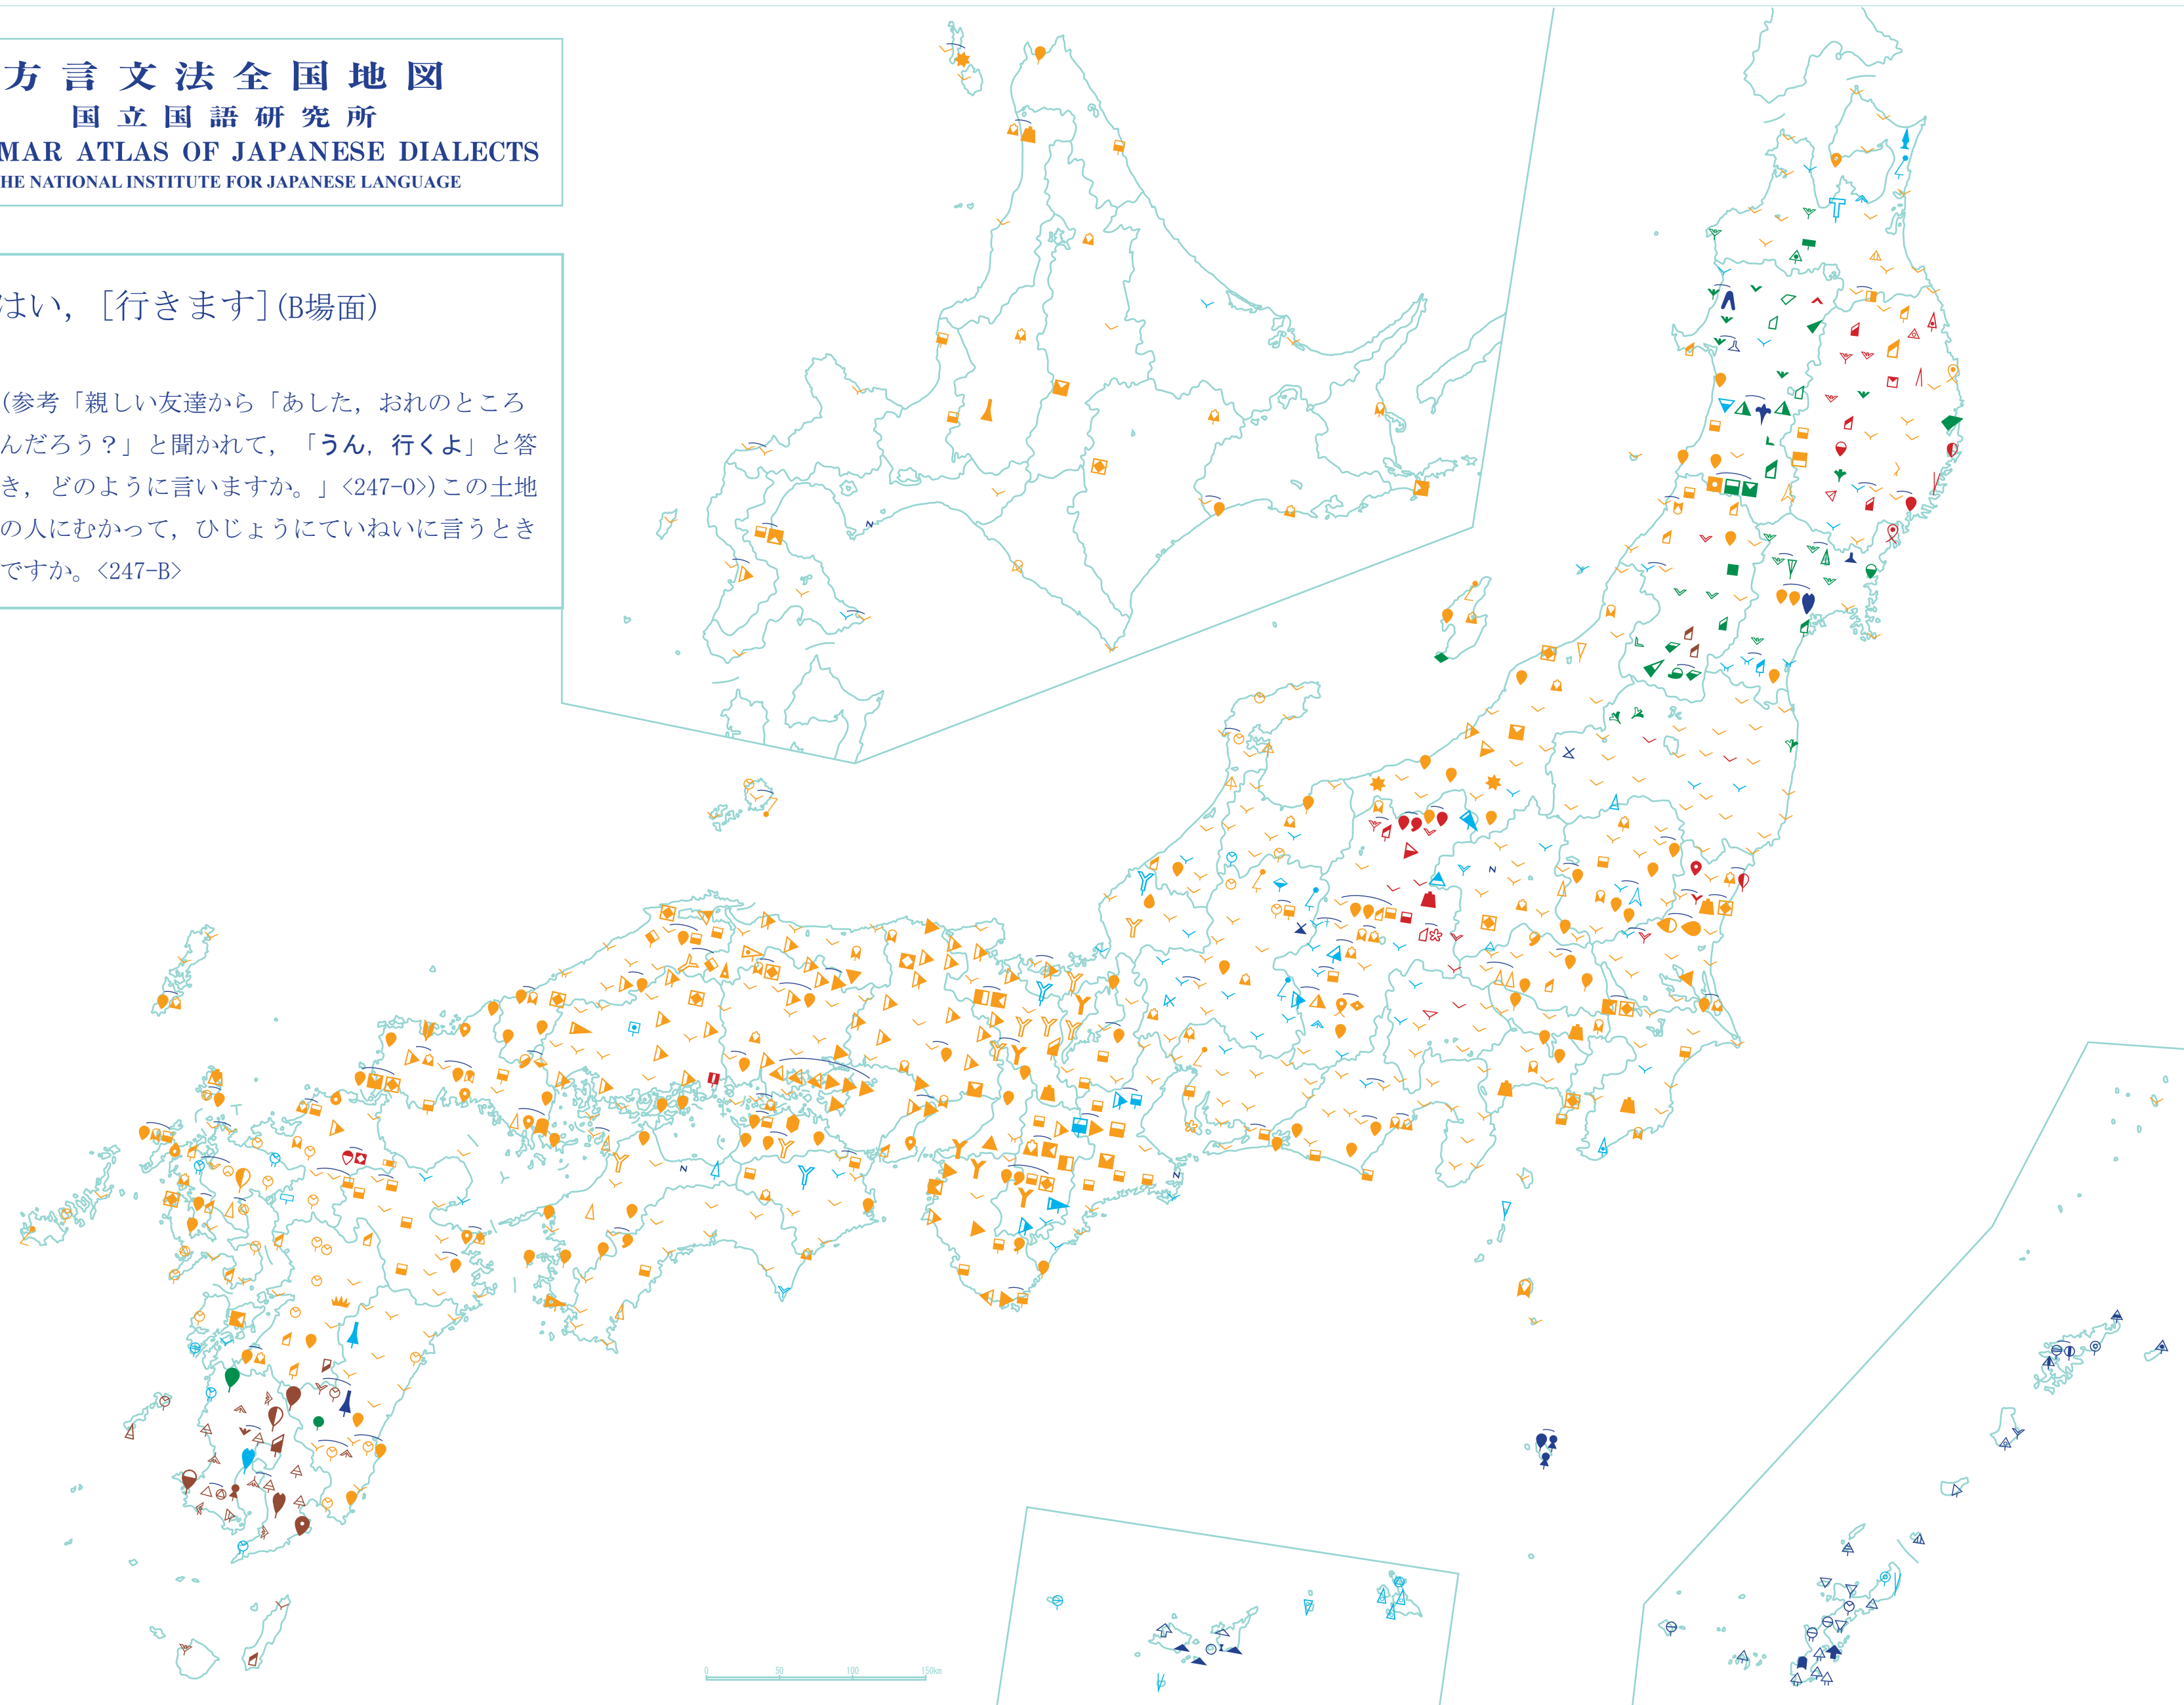 方言文法全国地図
国立国語研究所
MAR ATLAS OF JAPANESE DIALECTS
HE NATIONAL INSTITUTE FOR JAPANESE LANGUAGE
はい,［行きます］(B場面)
(参考「親しい友達から「あした, おれのところ
んだろう？」と聞かれて, 「うん, 行くよ」と答
き, どのように言いますか。」<247-O>)この土地
の人にむかって, ひじょうにていねいに言うとき
ですか。<247-B>
0 50 100 150km